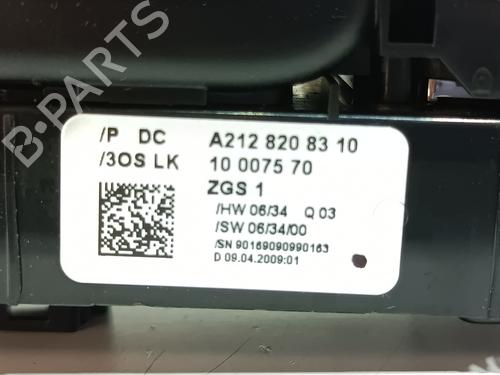 /P DC A212 820 83 10
/3OS LK 10 0075 70
ZGS 1
/HW 06/34 Q 03
/SW 06/34/00
/SN 90169090990163
D 09.04.2009:01
B-PARTS